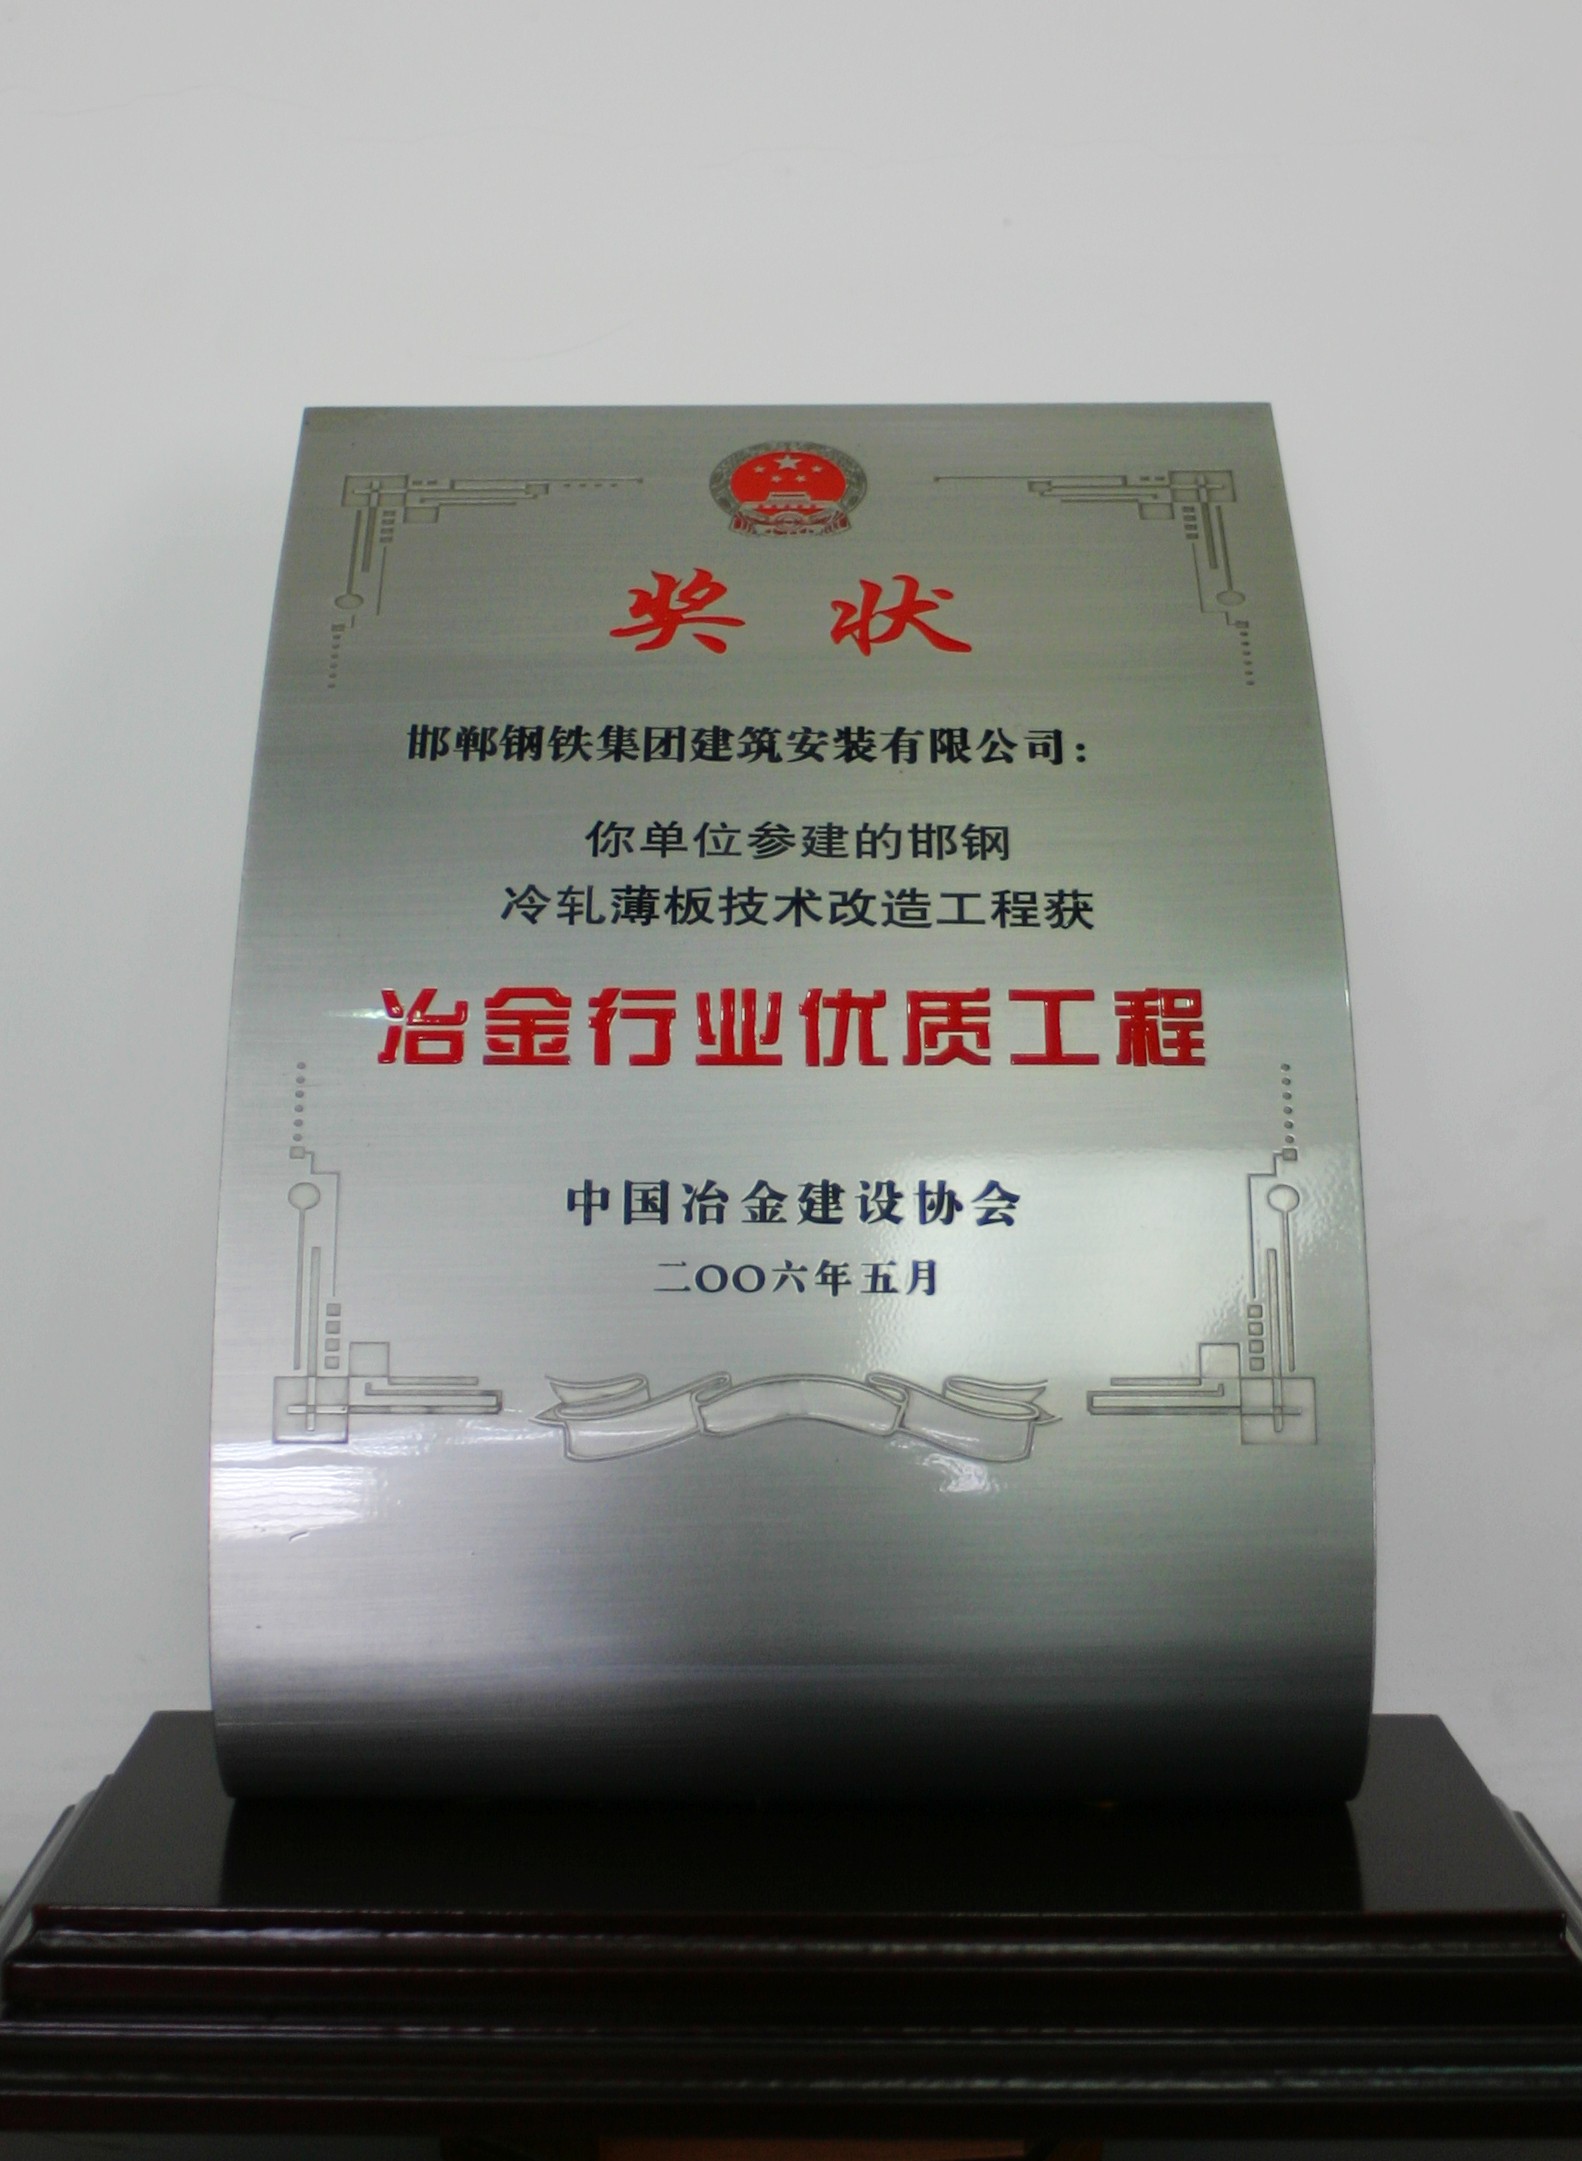 奖状
邯郸钢铁集团建筑安装有限公司：
你单位参建的邯钢
冷轧薄板技术改造工程获
冶金行业优质工程
中国冶金建设协会
二〇〇六年五月